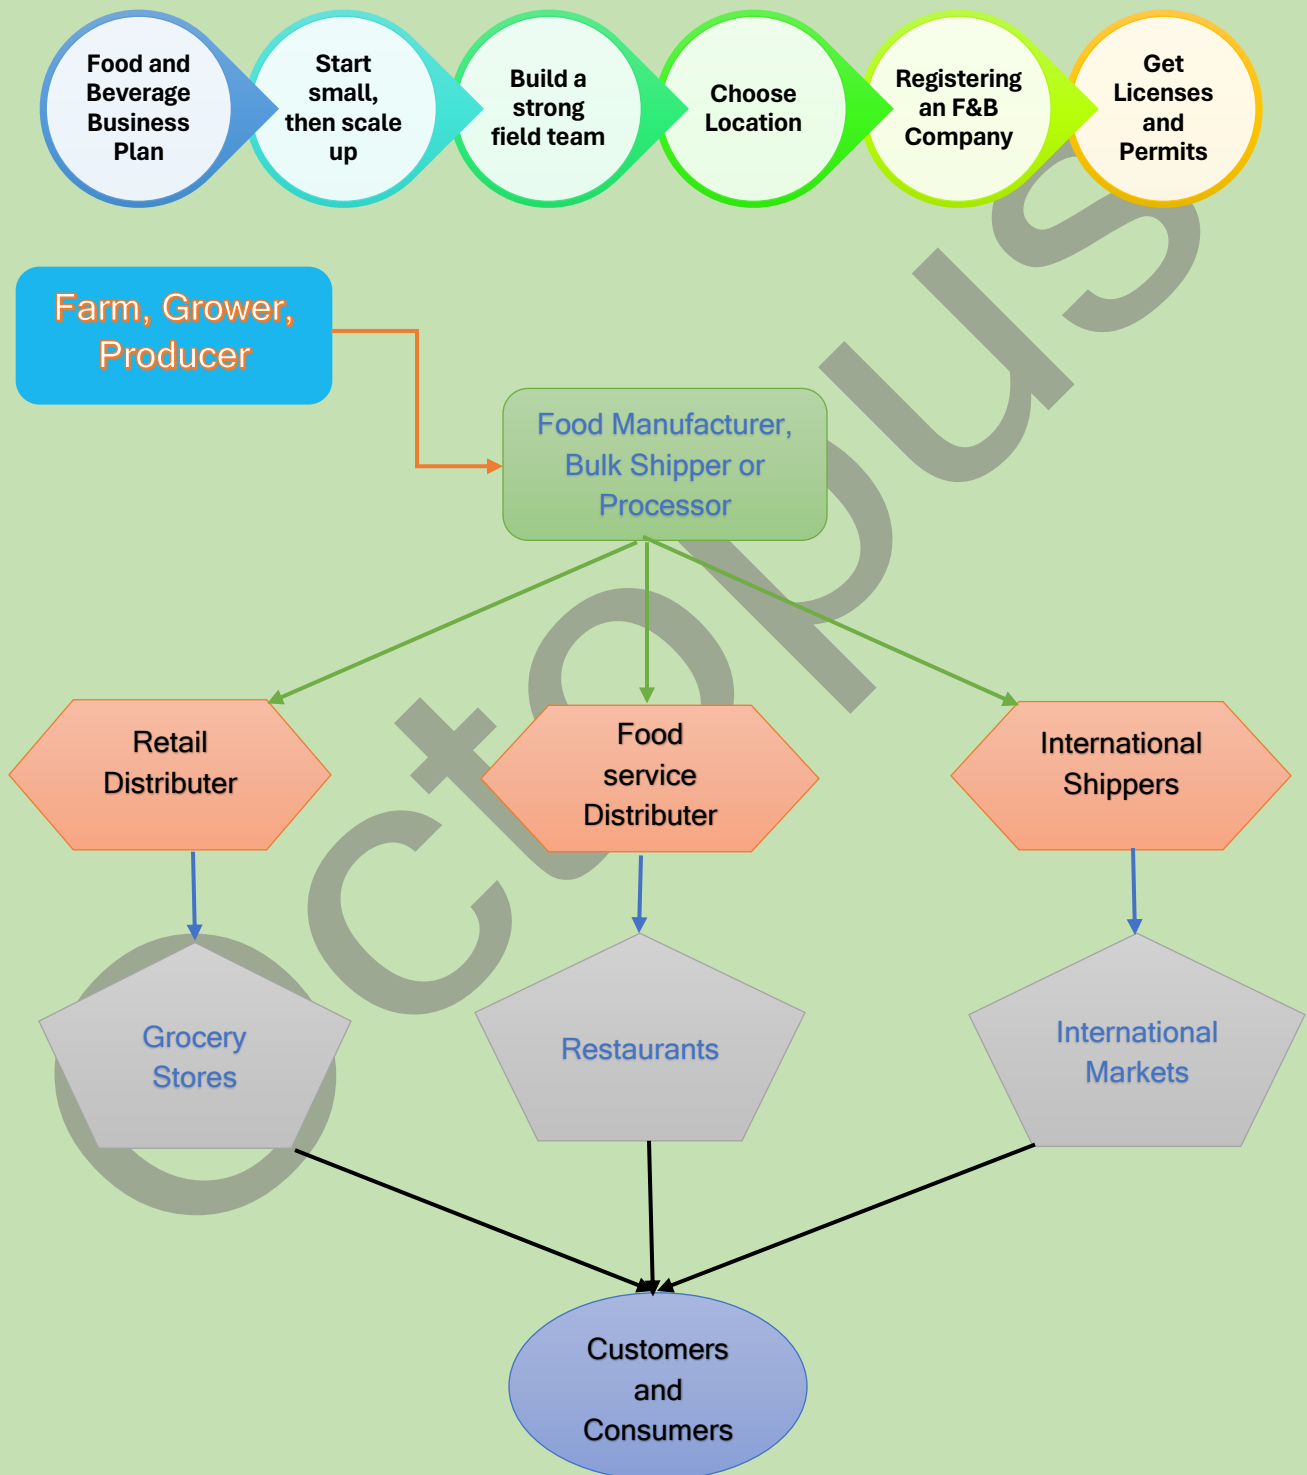 Food and
Beverage
Business
Plan
Start
small,
then scale
up
Build a
strong
field team
Choose
Location
Registering
an F&B
Company
Get
Licenses
and
Permits
Farm, Grower,
Producer
Food Manufacturer,
Bulk Shipper or
Processor
Retail
Distributer
Food
service
Distributer
International
Shippers
Grocery
Stores
Restaurants
International
Markets
Customers
and
Consumers
Octopus